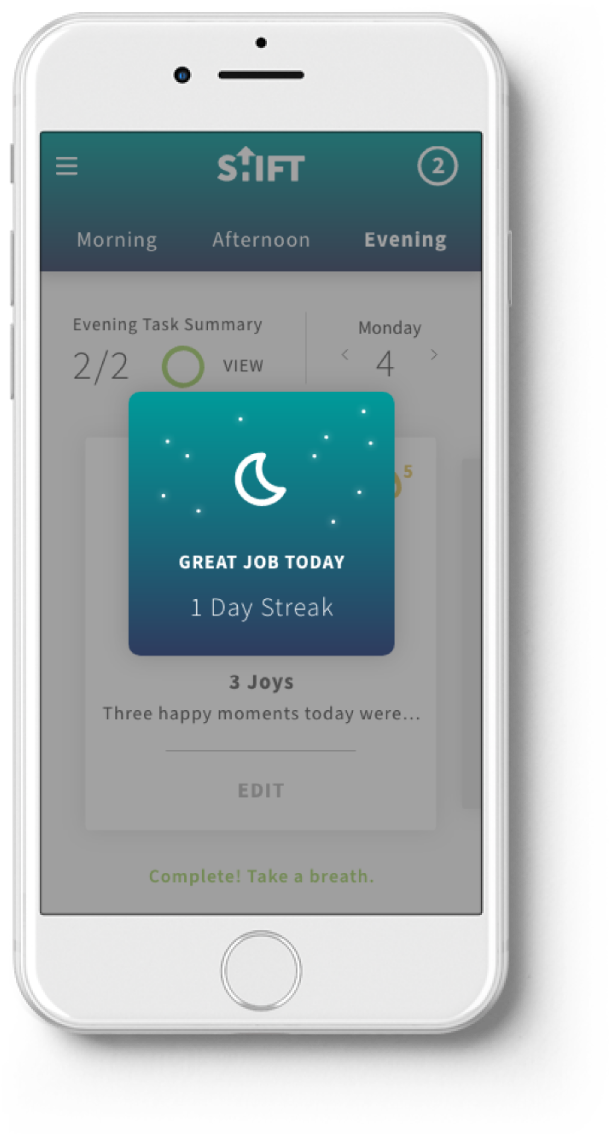 SHIFT
2
Morning Afternoon Evening
Evening Task Summary
2/2 VIEW
Monday
4
5
GREAT JOB TODAY
1 Day Streak
3 Joys
Three happy moments today were...
EDIT
Complete! Take a breath.